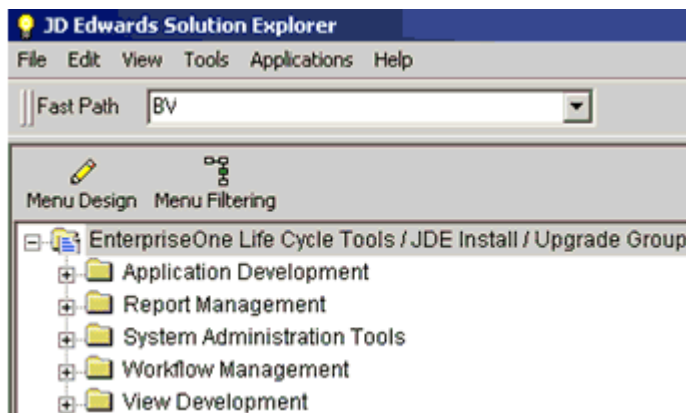 JD Edwards Solution Explorer
File Edit View Tools Applications Help
Fast Path BV
Menu Design Menu Filtering
EnterpriseOne Life Cycle Tools / JDE Install / Upgrade Group
Application Development
Report Management
System Administration Tools
Workflow Management
View Development